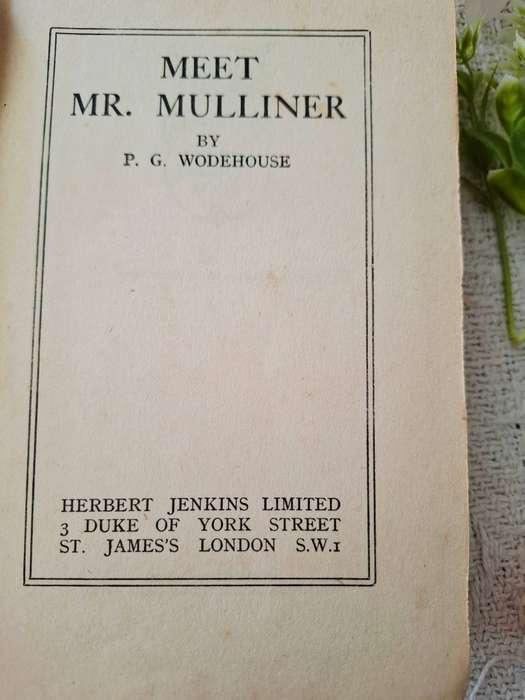 MEET
MR. MULLINER
BY
P. G. WODEHOUSE
HERBERT JENKINS LIMITED
3 DUKE OF YORK STREET
ST. JAMES'S LONDON S.W.1